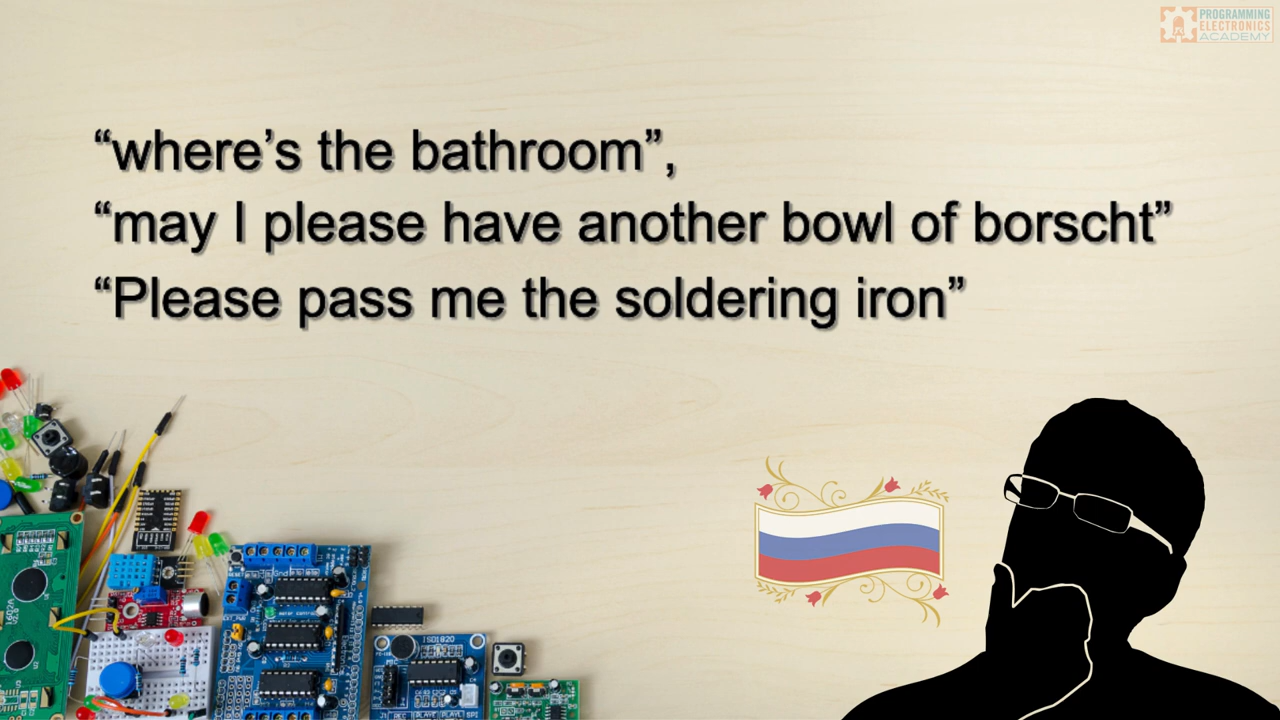 PROGRAMMING
ELECTRONICS
ACADEMY
“where’s the bathroom”,
“may I please have another bowl of borscht”
“Please pass me the soldering iron”
ISD1820